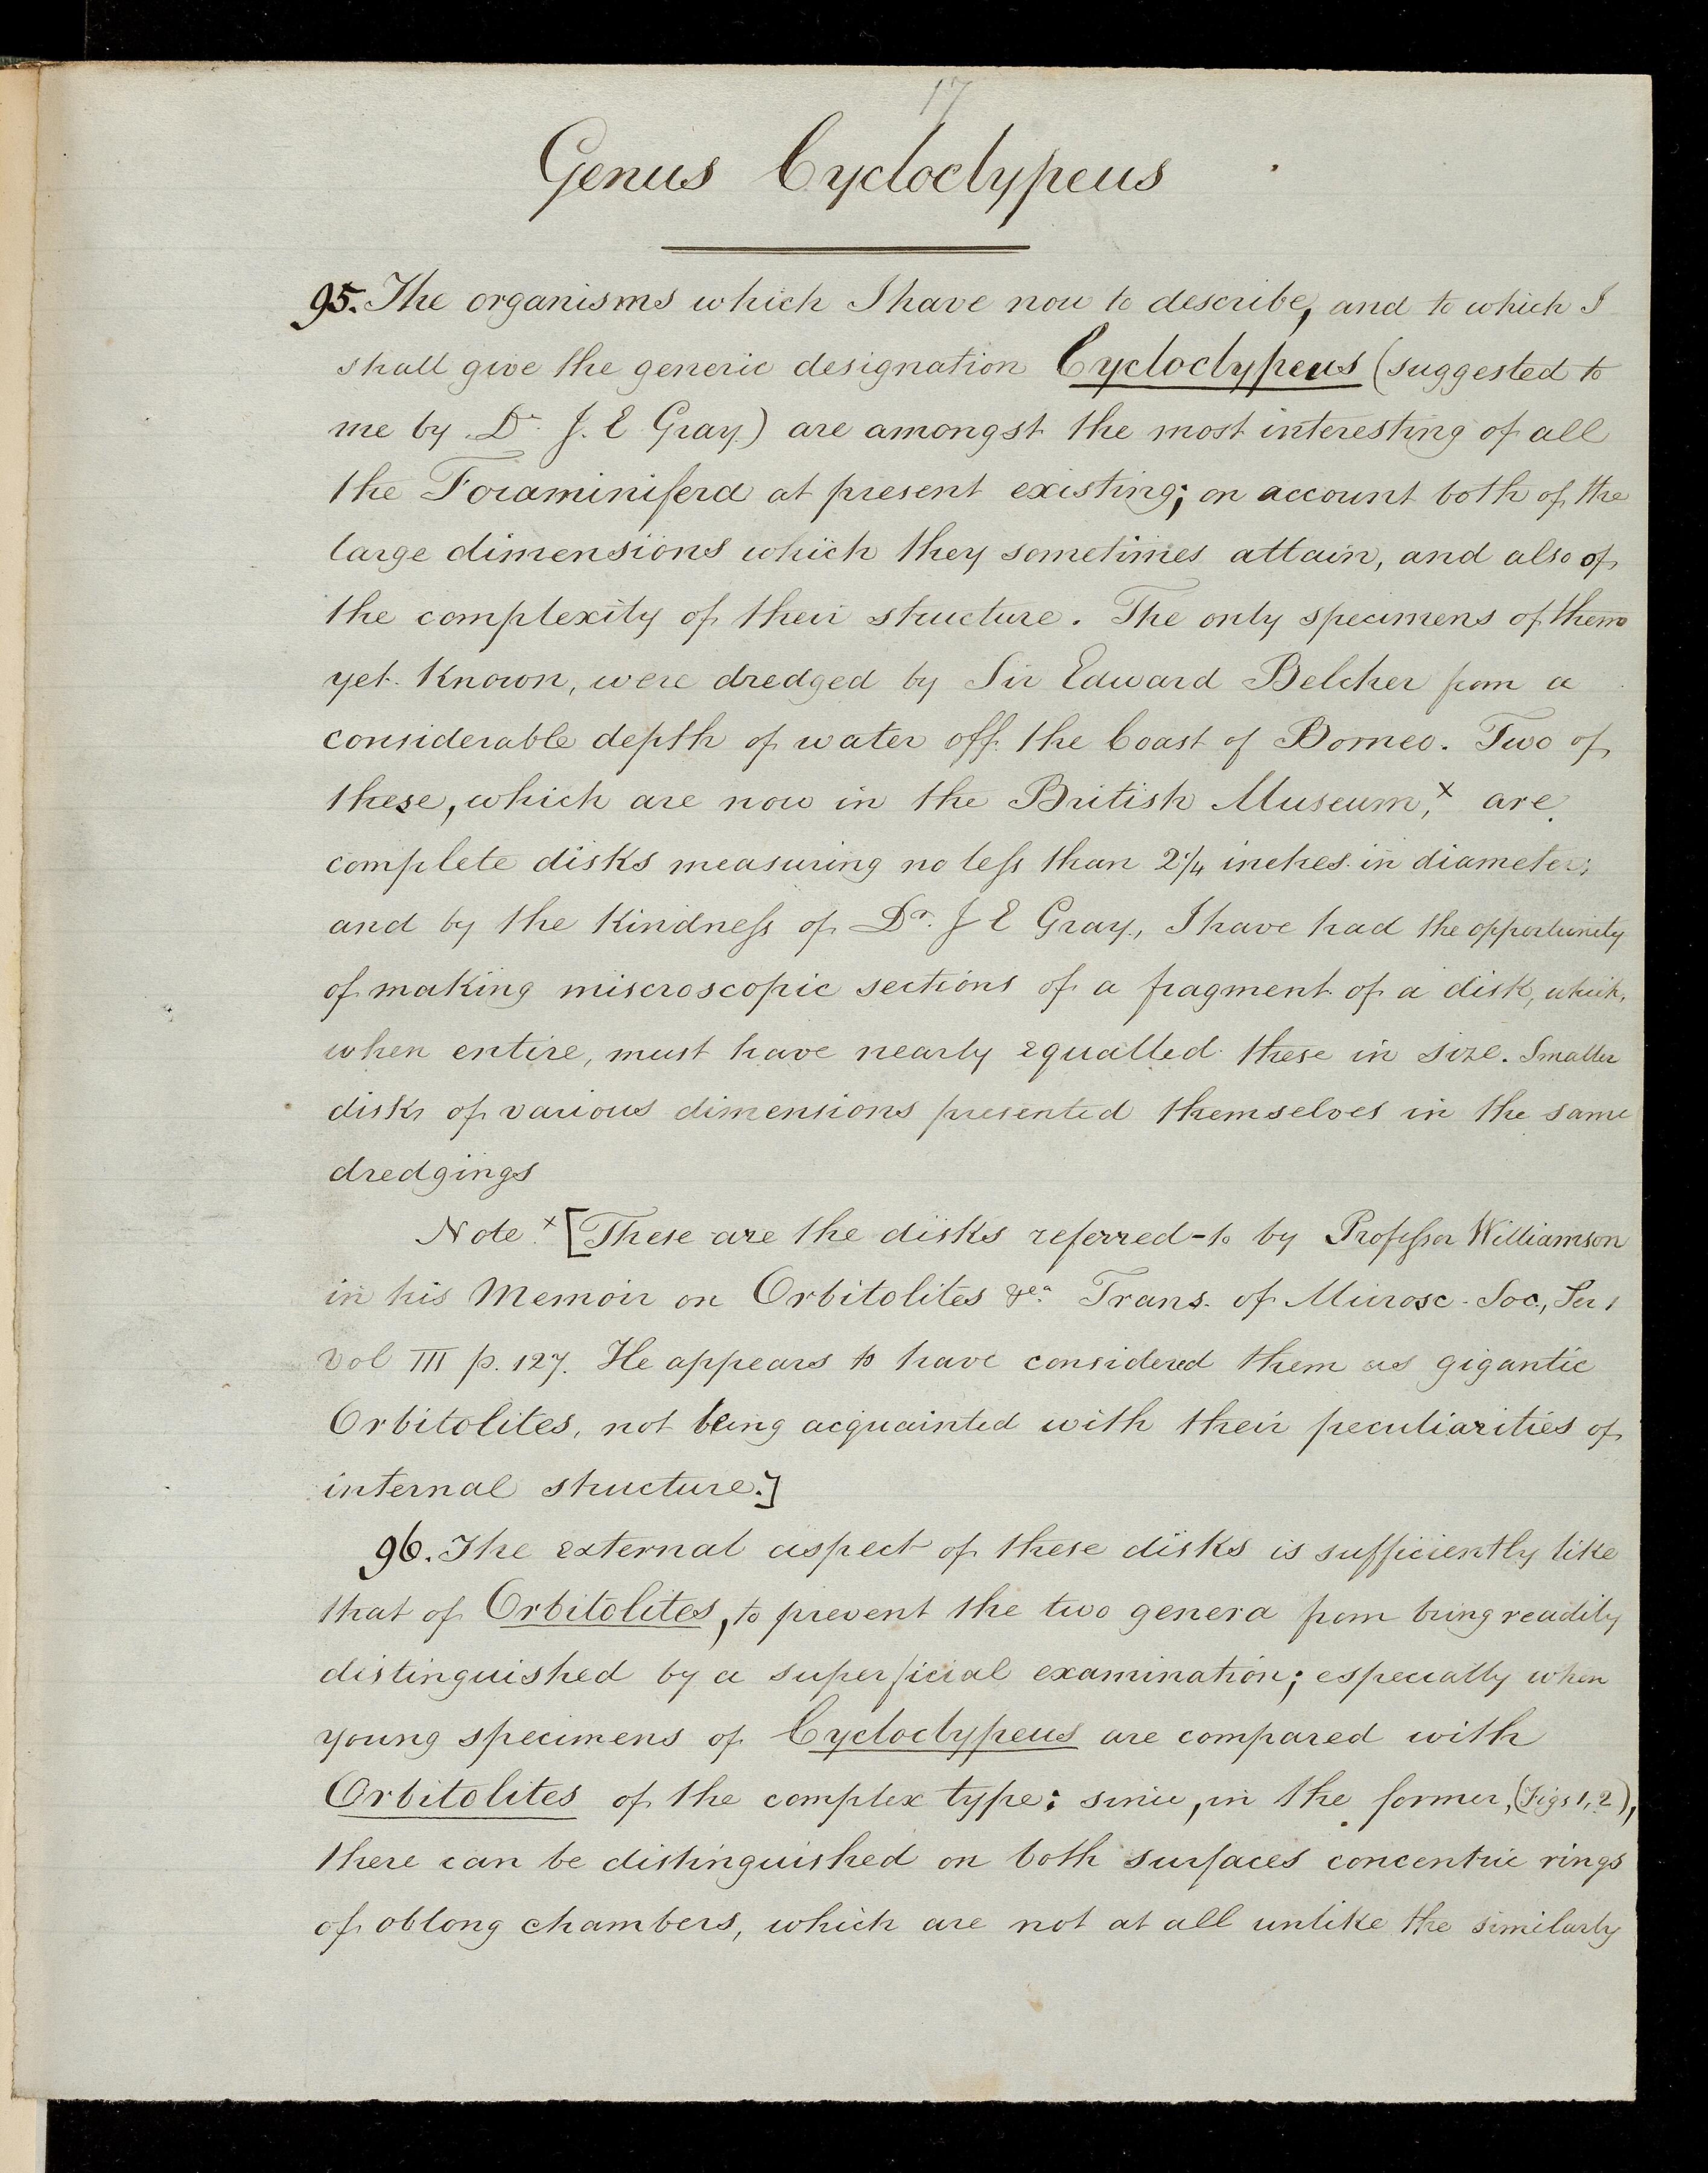 17
Genus Cycloclypeus
95. The organisms which I have now to describe, and to which I
shall give the generic designation Cycloclypeus (suggested to
me by Dr. J. E Gray) are amongst the most interesting of all
the Foraminifera at present existing; on account both of the
large dimensions which they sometimes attain, and also of
the complexity of their structure. The only specimens of them
yet known, were dredged by Sir Edward Belcher from a
considerable depth of water off the Coast of Borneo. Two of
these, which are now in the British Museum,x are
complete disks measuring no less than 2¼ inches in diameter;
and by the kindness of Dr. J E Gray, I have had the opportunity
of making miscroscopic sections of a fragment of a disk, which,
when entire, must have nearly equalled these in size. Smaller
disks of various dimensions presented themselves in the same
dredgings
Note x [These are the disks referred-to by Professor Williamson
in his Memoir on Orbitolites &ca. Trans. of Microsc. Soc., Ser 1
Vol III p. 127. He appears to have considered them as gigantic
Orbitolites, not being acquainted with their peculiarities of
internal structure.]
96. The external aspect of these disks is sufficiently like
that of Orbitolites, to prevent the two genera from being readily
distinguished by a superficial examination; especially when
young specimens of Cycloclypeus are compared with
Orbitolites of the complex type: since, in the former, (Figs 1, 2),
there can be distinguished on both surfaces concentric rings
of oblong chambers, which are not at all unlike the similarly